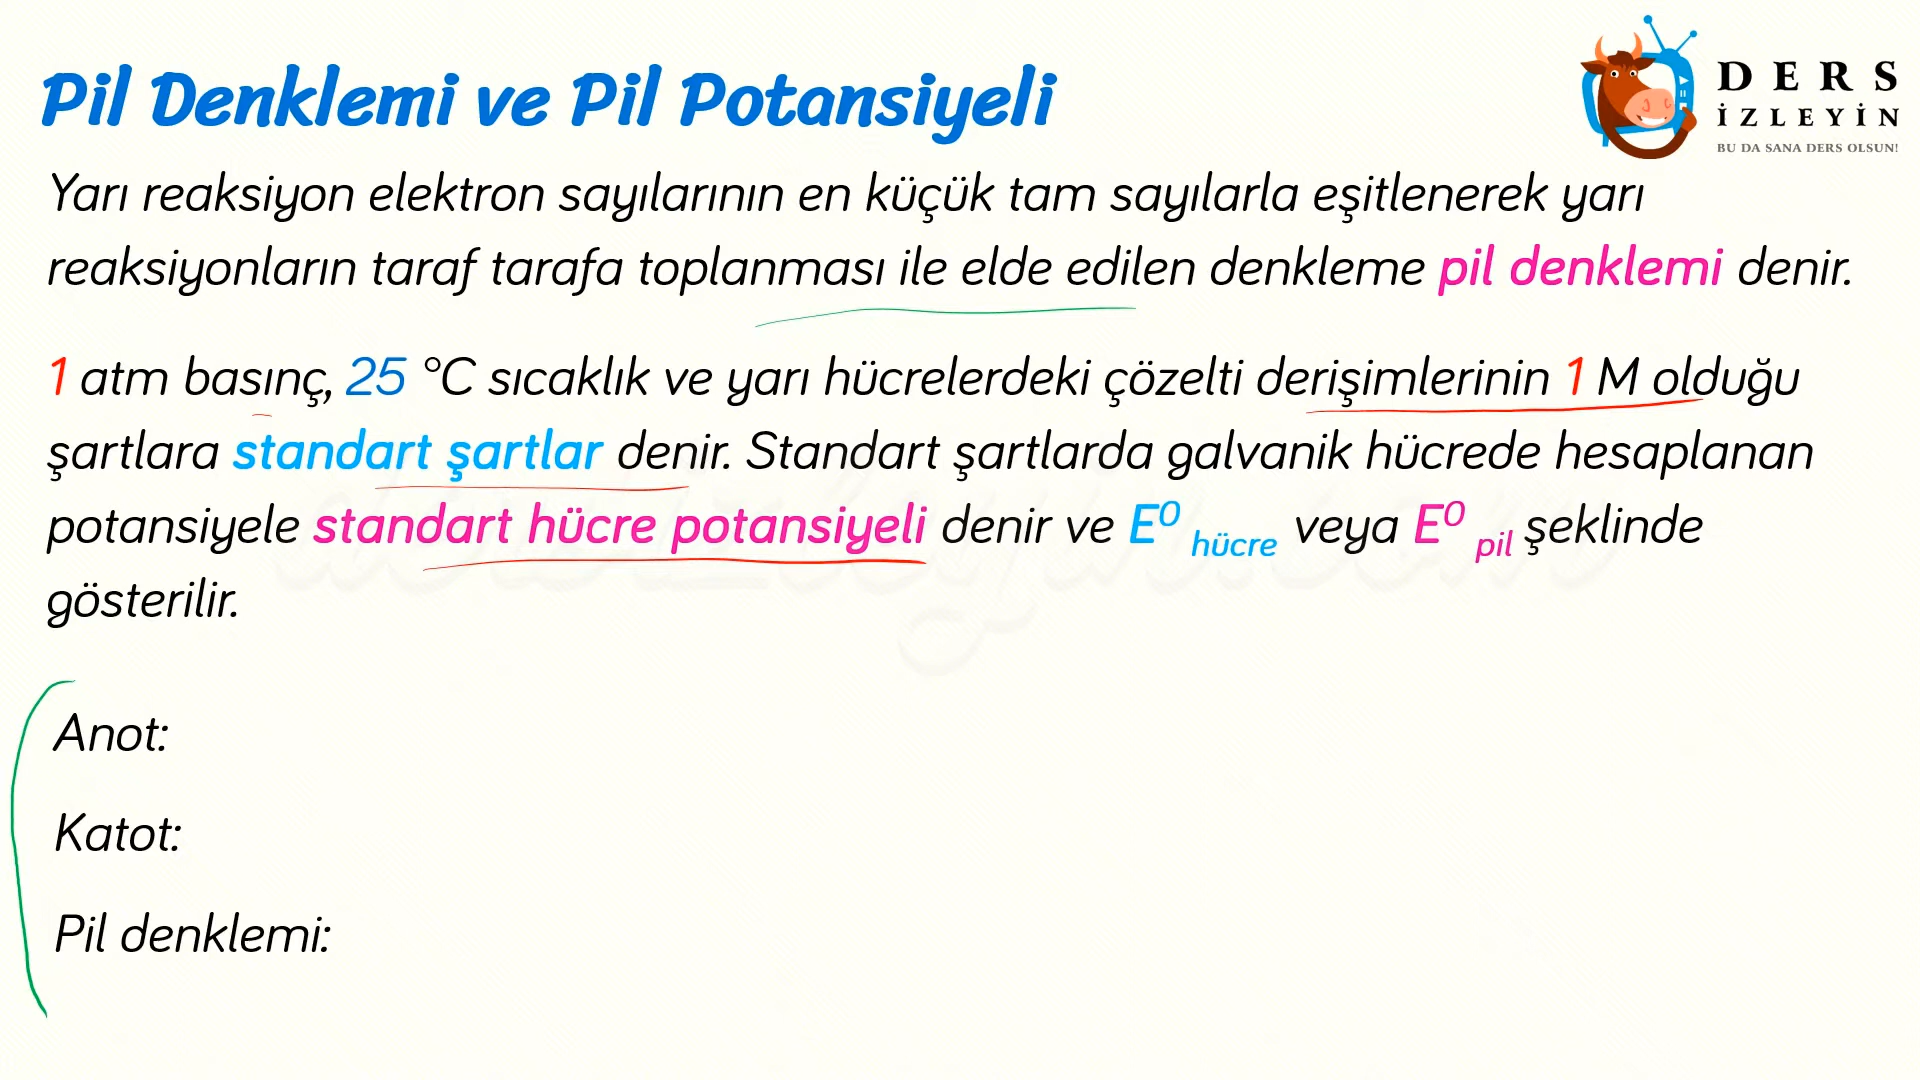 Pil Denklemi ve Pil Potansiyeli
DERS
İZLEYİN
BU DA SANA DERS OLSUN!
Yarı reaksiyon elektron sayılarının en küçük tam sayılarla eşitlenerek yarı
reaksiyonların taraf tarafa toplanması ile elde edilen denkleme pil denklemi denir.
1 atm basınç, 25 °C sıcaklık ve yarı hücrelerdeki çözelti derişimlerinin 1 M olduğu
şartlara standart şartlar denir. Standart şartlarda galvanik hücrede hesaplanan
potansiyele standart hücre potansiyeli denir ve E⁰ hücre veya E⁰ pil şeklinde
gösterilir.
Anot:
Katot:
Pil denklemi: